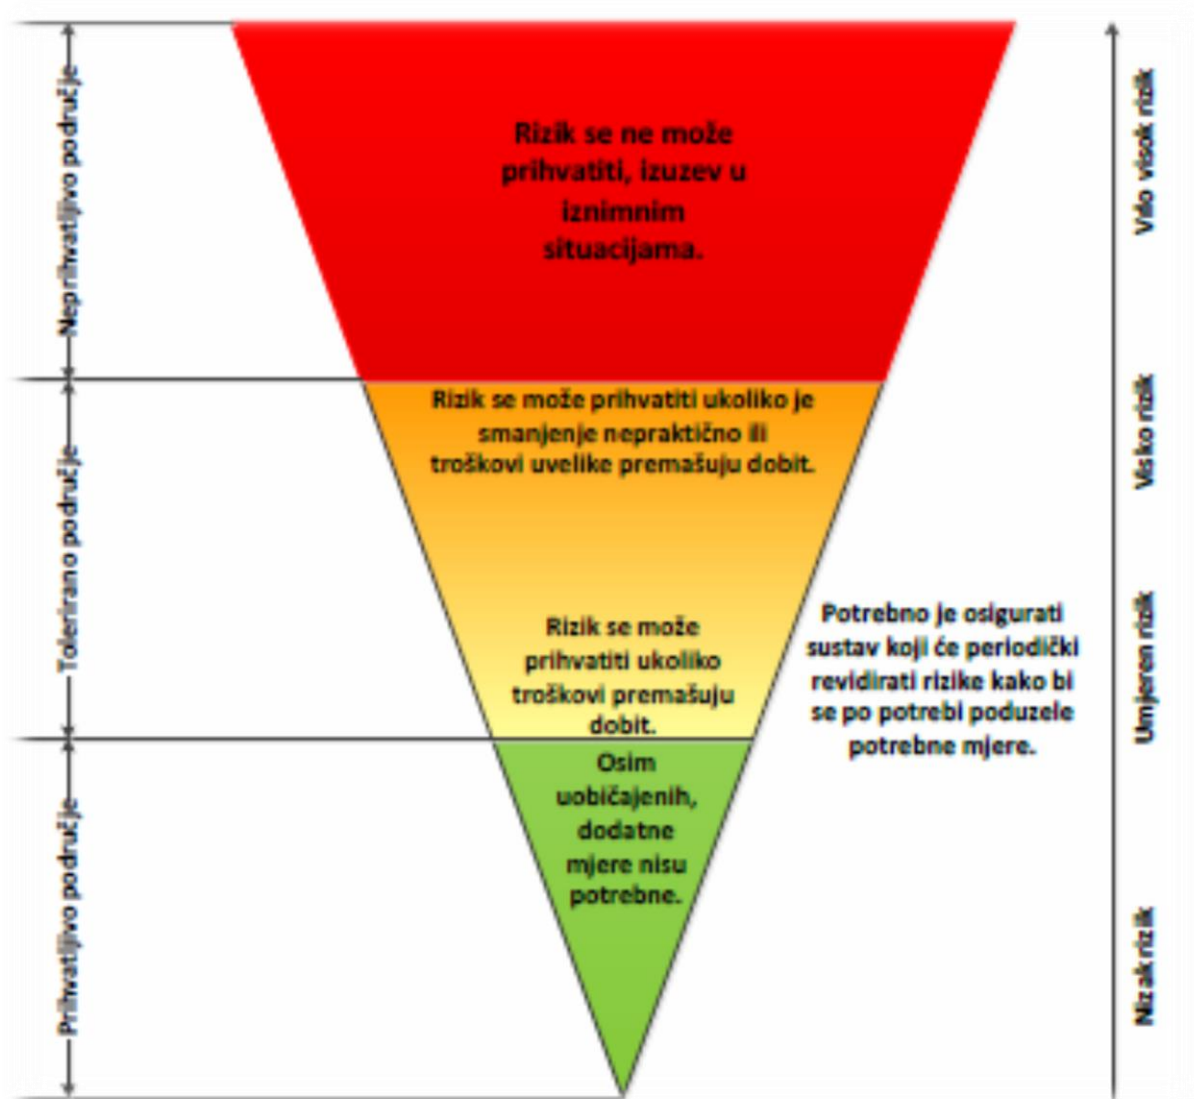 Neprihvatljivo područje
Tolerirano područje
Prihvatljivo područje
Rizik se ne može
prihvatiti, izuzev u
iznimnim
situacijama.
Rizik se može prihvatiti ukoliko je
smanjenje nepraktično ili
troškovi uvelike premašuju dobit.
Rizik se može
prihvatiti ukoliko
troškovi premašuju
dobit.
Osim
uobičajenih,
dodatne
mjere nisu
potrebne.
Potrebno je osigurati
sustav koji će periodički
revidirati rizike kako bi
se po potrebi poduzele
potrebne mjere.
Vrlo visok rizik
Visko rizik
Umjeren rizik
Nizak rizik